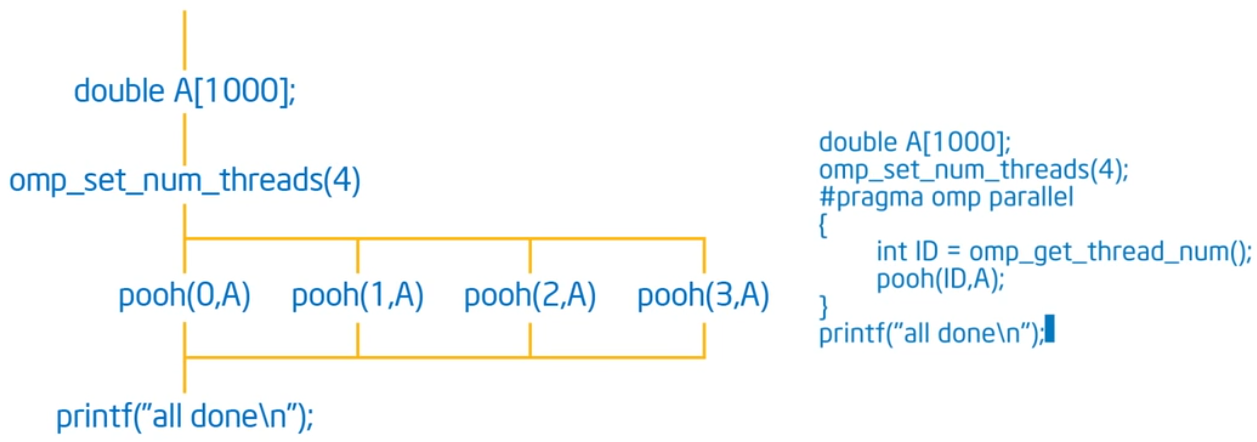 double A[1000];
omp_set_num_threads(4)
pooh(0,A) pooh(1,A) pooh(2,A) pooh(3,A)
printf("all done\n");
double A[1000];
omp_set_num_threads(4);
#pragma omp parallel
{
int ID = omp_get_thread_num();
pooh(ID,A);
}
printf("all done\n");